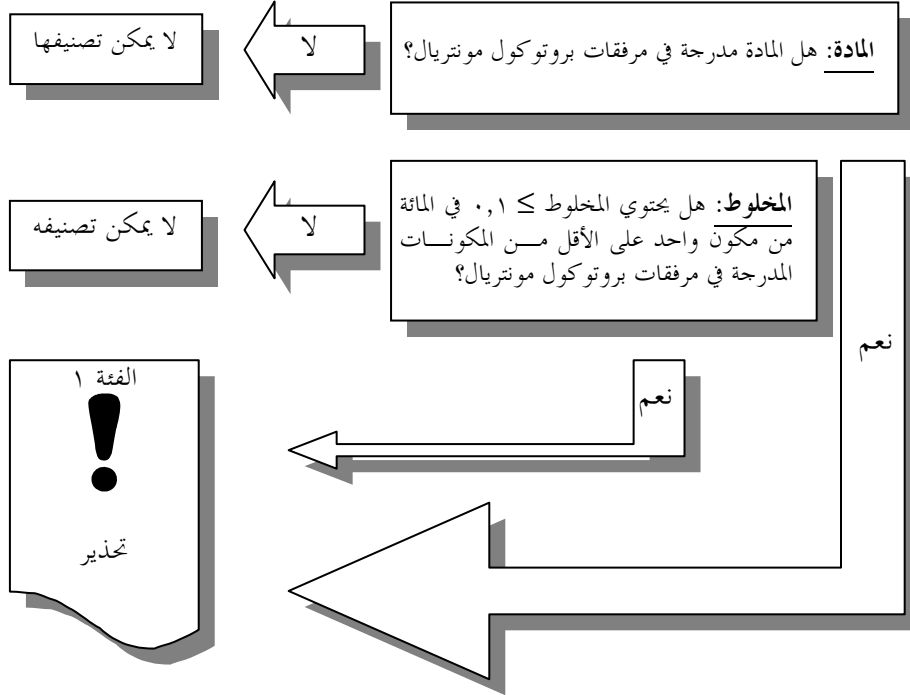 المادة: هل المادة مدرجة في مرفقات بروتوكول مونتريال؟
لا
لا يمكن تصنيفها
المخلوط: هل يحتوي المخلوط ≥ ٠,١ في المائة
من مكون واحد على الأقل مـــن المكونـــات
المدرجة في مرفقات بروتوكول مونتريال؟
لا
لا يمكن تصنيفه
نعم
نعم
الفئة ١
!
تحذير